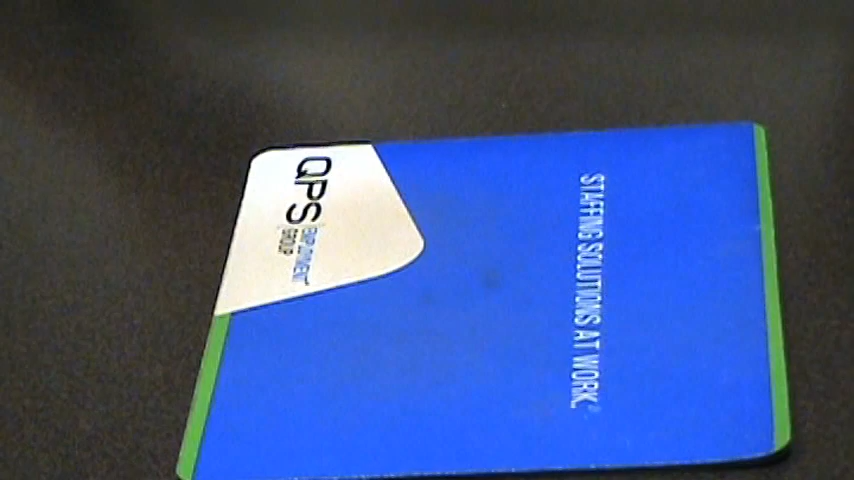 QPS EMPLOYMENT
GROUP
STAFFING SOLUTIONS AT WORK.®